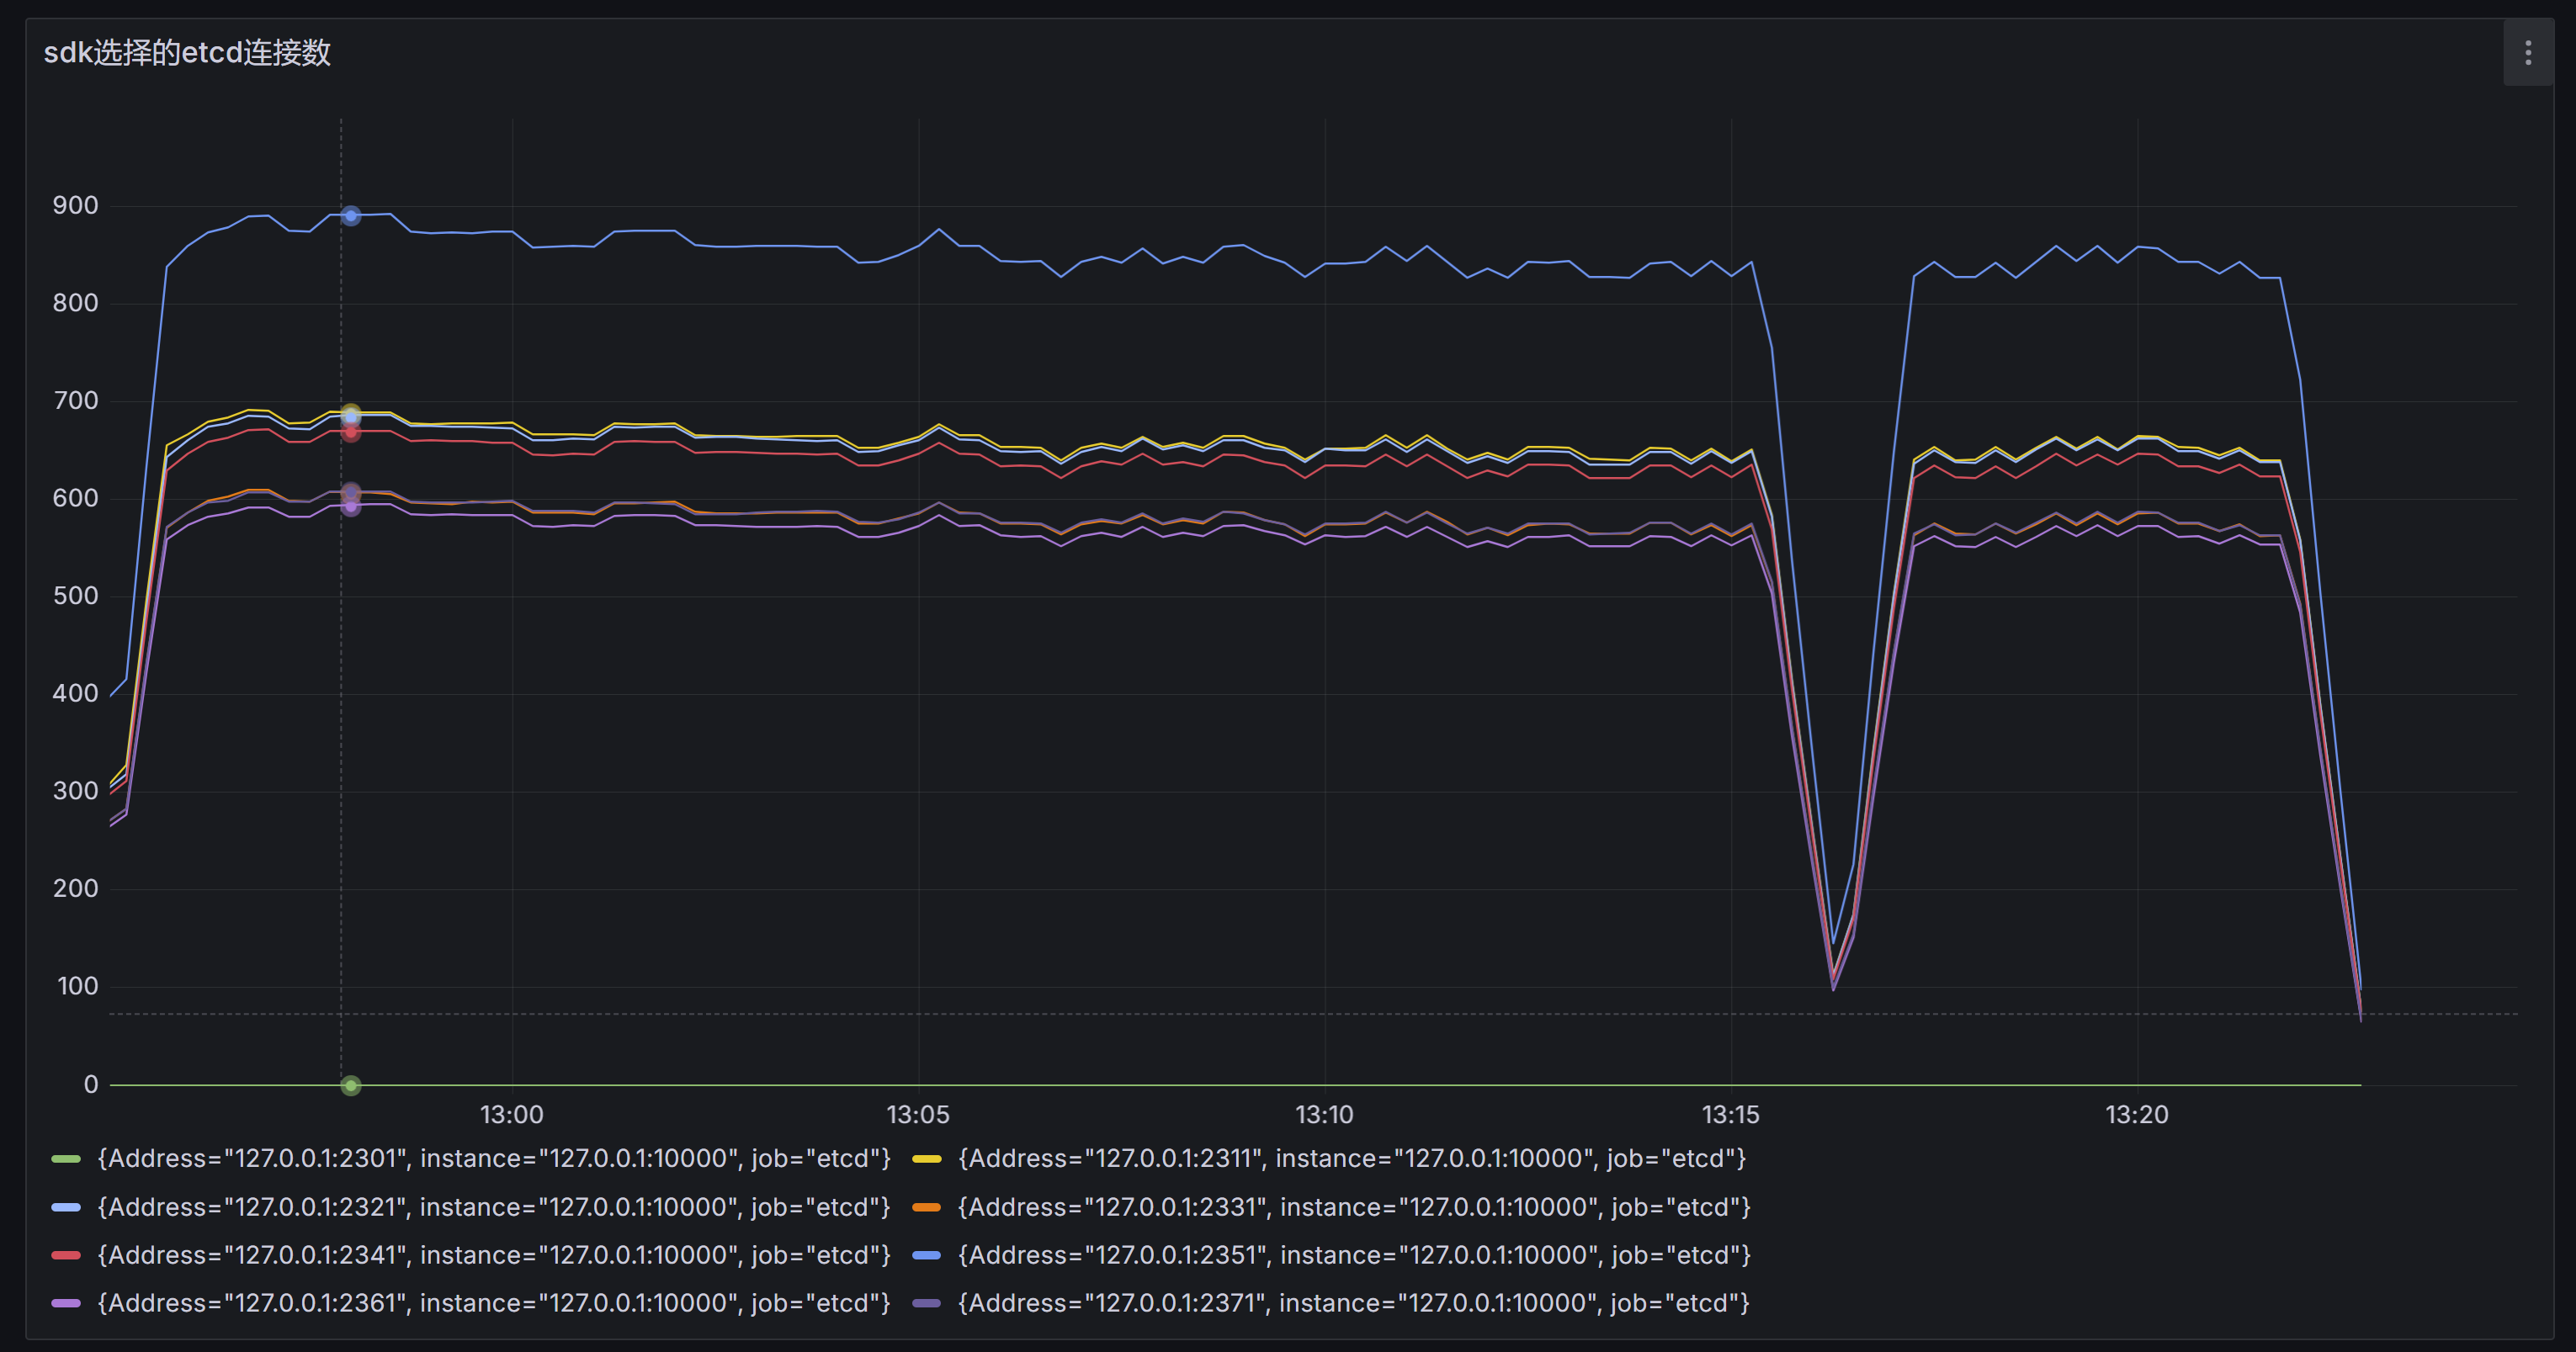 sdk选择的etcd连接数
900
800
700
600
500
400
300
200
100
0
13:00 13:05 13:10 13:15 13:20
{Address="127.0.0.1:2301", instance="127.0.0.1:10000", job="etcd"} {Address="127.0.0.1:2311", instance="127.0.0.1:10000", job="etcd"}
{Address="127.0.0.1:2321", instance="127.0.0.1:10000", job="etcd"} {Address="127.0.0.1:2331", instance="127.0.0.1:10000", job="etcd"}
{Address="127.0.0.1:2341", instance="127.0.0.1:10000", job="etcd"} {Address="127.0.0.1:2351", instance="127.0.0.1:10000", job="etcd"}
{Address="127.0.0.1:2361", instance="127.0.0.1:10000", job="etcd"} {Address="127.0.0.1:2371", instance="127.0.0.1:10000", job="etcd"}